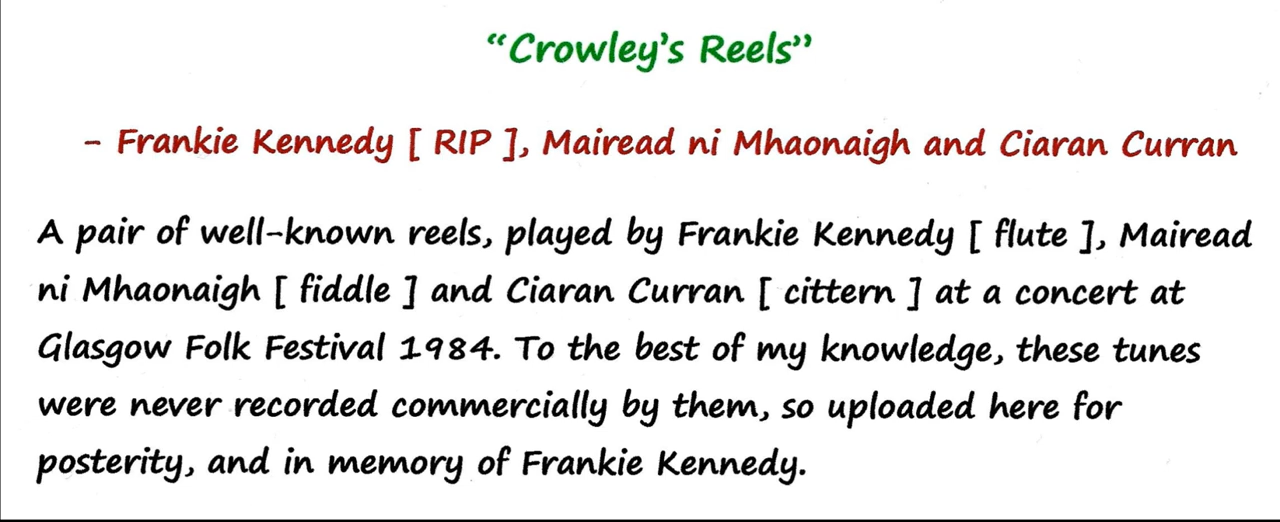 “Crowley’s Reels”
– Frankie Kennedy [ RIP ], Mairead ni Mhaonaigh and Ciaran Curran
A pair of well-known reels, played by Frankie Kennedy [ flute ], Mairead
ni Mhaonaigh [ fiddle ] and Ciaran Curran [ cittern ] at a concert at
Glasgow Folk Festival 1984. To the best of my knowledge, these tunes
were never recorded commercially by them, so uploaded here for
posterity, and in memory of Frankie Kennedy.